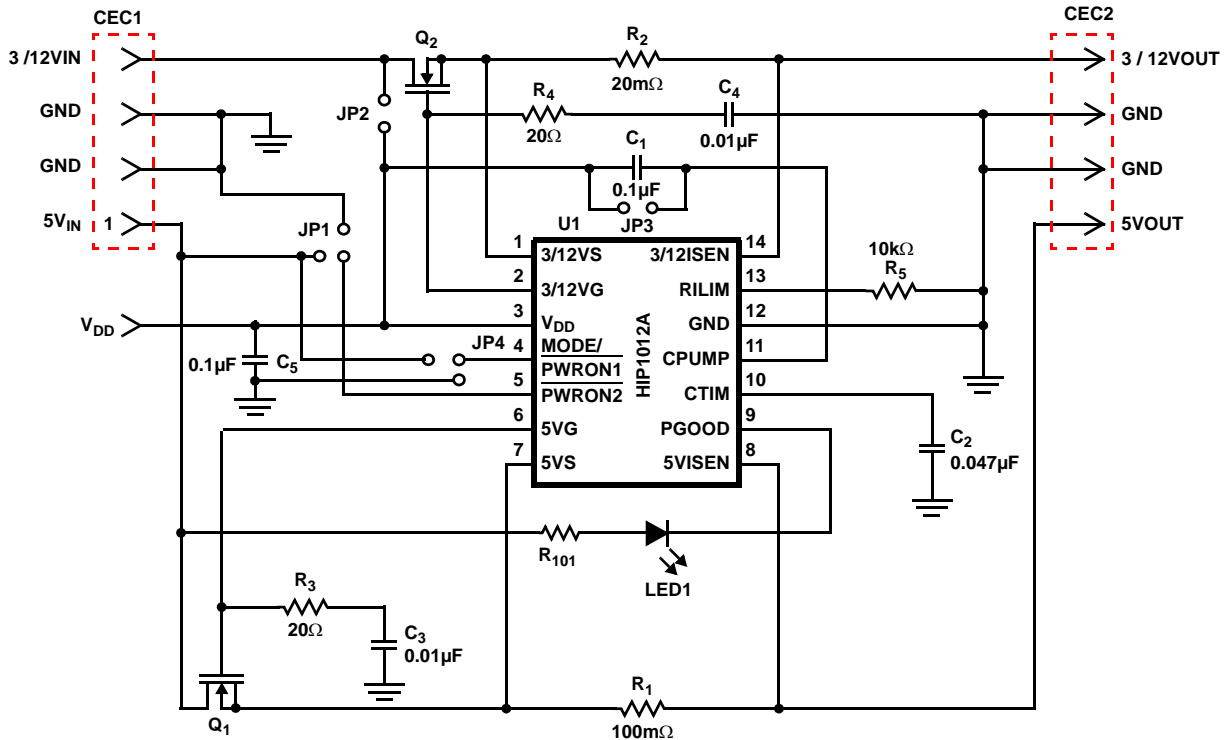 CEC1
CEC2
3 /12VIN
Q2
R2
20mΩ
3 / 12VOUT
GND
JP2
R4
20Ω
C4
0.01µF
GND
GND
C1
0.1µF
JP3
GND
5VIN 1
JP1
U1
5VOUT
1 3/12VS
3/12ISEN 14
10kΩ
R5
2 3/12VG
RILIM 13
VDD
3 VDD
GND 12
0.1µF C5
JP4
4 MODE/
PWRON1
CPUMP 11
5 PWRON2
CTIM 10
HIP1012A
6 5VG
PGOOD 9
7 5VS
5VISEN 8
C2
0.047µF
R101
LED1
R3
20Ω
C3
0.01µF
Q1
R1
100mΩ